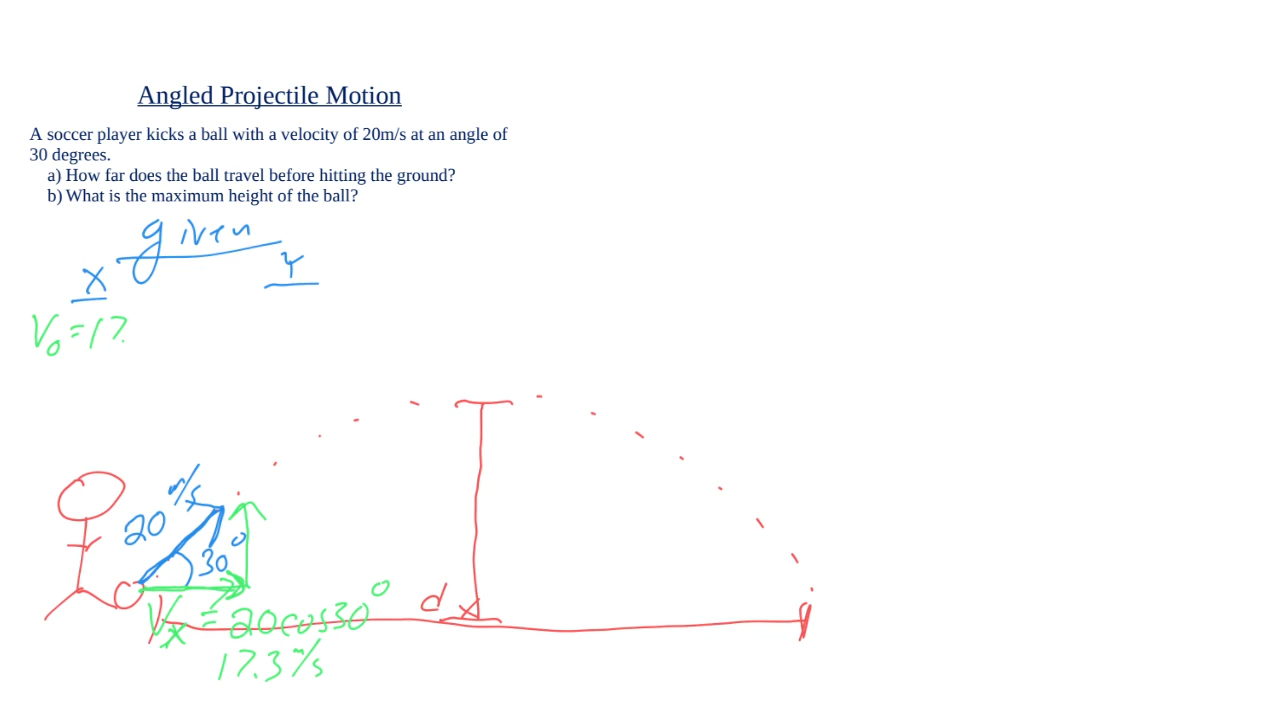 Angled Projectile Motion
A soccer player kicks a ball with a velocity of 20m/s at an angle of
30 degrees.
a) How far does the ball travel before hitting the ground?
b) What is the maximum height of the ball?
given
X Y
V₀=17.
20 m/s
30°
Vₓ = 20cos30°
17.3 m/s
dₓ